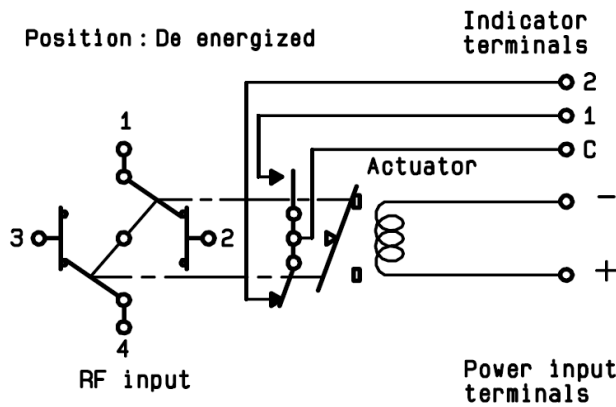 Position : De energized
Indicator
terminals
2
1
C
Actuator
−
+
1
3
2
4
RF input
Power input
terminals